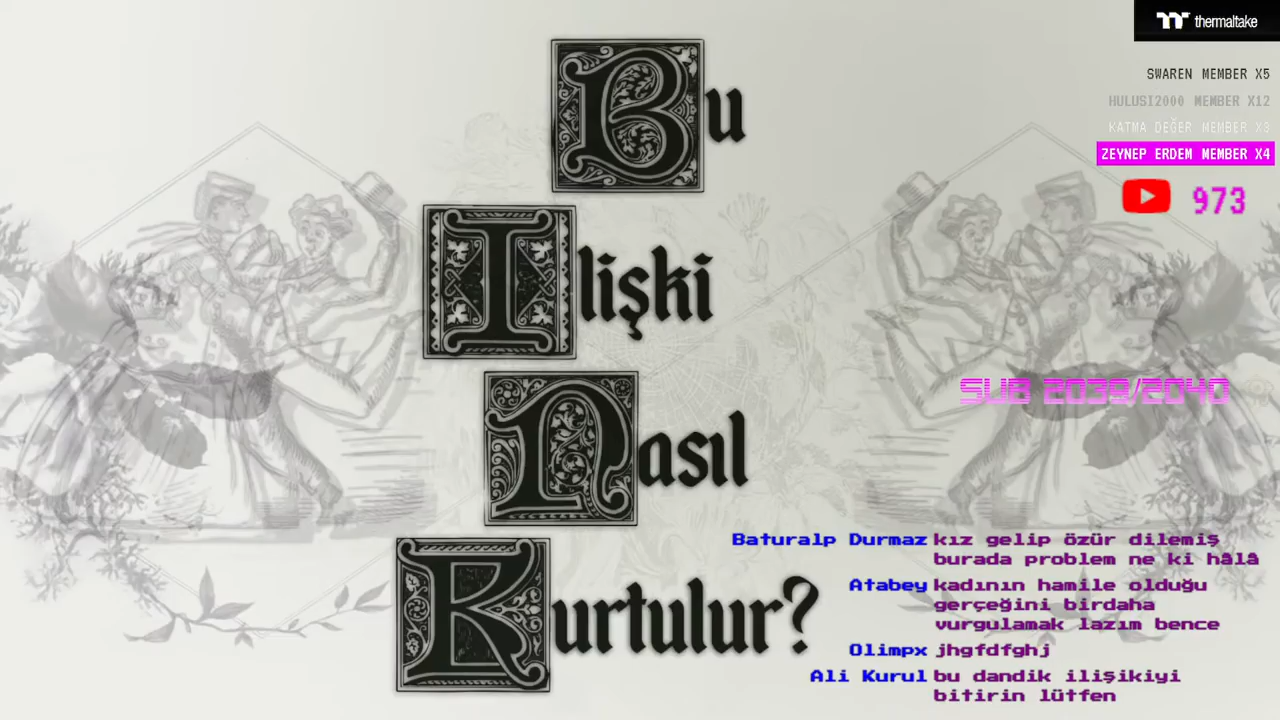 thermaltake
SWAREN MEMBER X5
HULUSI2000 MEMBER X12
KATMA DEĞER MEMBER X3
ZEYNEP ERDEM MEMBER X4
973
Bu
Ilişki
Nasıl
Kurtulur?
SUB 2039/2040
Baturalp Durmaz kız gelip özür dilemiş
burada problem ne ki hâlâ
Atabey kadının hamile olduğu
gerçeğini birdaha
vurgulamak lazım bence
Olimpx jhgfdfghj
Ali Kurul bu dandik ilişikiyi
bitirin lütfen